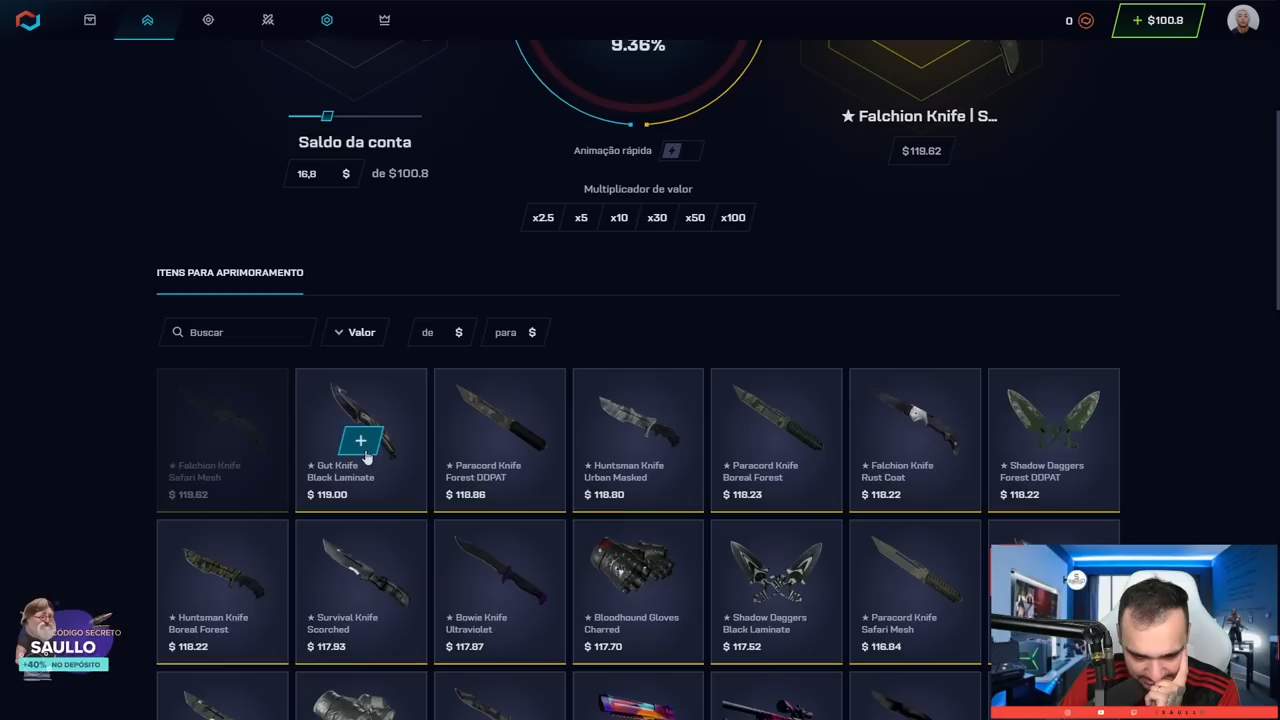 0
+ $100.8
9.36%
★ Falchion Knife | S...
$119.62
Saldo da conta
16,8 $ de $100.8
Animação rápida
Multiplicador de valor
x2.5 x5 x10 x30 x50 x100
ITENS PARA APRIMORAMENTO
Buscar
Valor
de $
para $
★ Falchion Knife
Safari Mesh
$ 119.62
★ Gut Knife
Black Laminate
$ 119.00
★ Paracord Knife
Forest DDPAT
$ 118.86
★ Huntsman Knife
Urban Masked
$ 118.80
★ Paracord Knife
Boreal Forest
$ 118.23
★ Falchion Knife
Rust Coat
$ 118.22
★ Shadow Daggers
Forest DDPAT
$ 118.22
★ Huntsman Knife
Boreal Forest
$ 118.22
★ Survival Knife
Scorched
$ 117.93
★ Bowie Knife
Ultraviolet
$ 117.87
★ Bloodhound Gloves
Charred
$ 117.70
★ Shadow Daggers
Black Laminate
$ 117.52
★ Paracord Knife
Safari Mesh
$ 116.84
CÓDIGO SECRETO
SAULLO
+40% NO DEPÓSITO